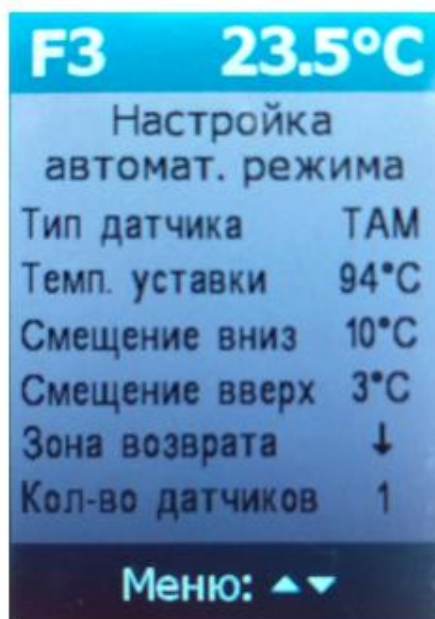 F3 23.5°C
Настройка
автомат. режима
Тип датчика ТАМ
Темп. уставки 94°C
Смещение вниз 10°C
Смещение вверх 3°C
Зона возврата ↓
Кол-во датчиков 1
Меню: ▲▼